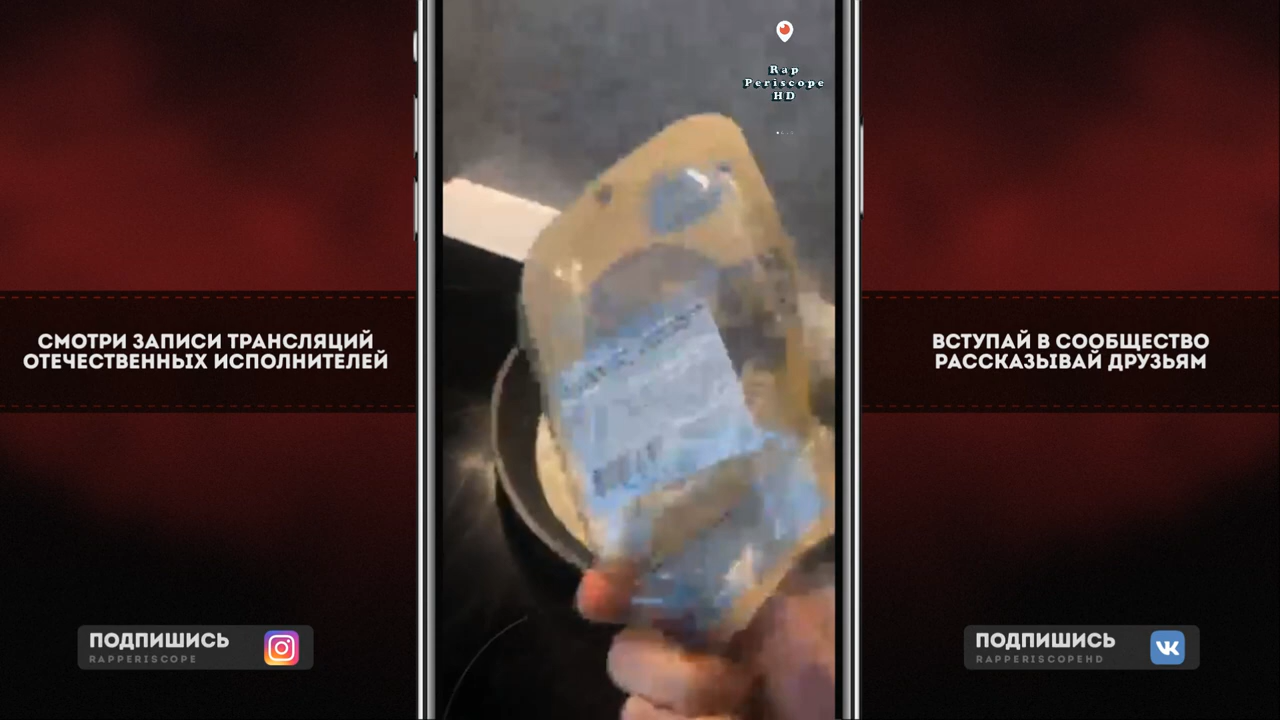 Rap
Periscope
HD
СМОТРИ ЗАПИСИ ТРАНСЛЯЦИЙ
ОТЕЧЕСТВЕННЫХ ИСПОЛНИТЕЛЕЙ
ВСТУПАЙ В СООБЩЕСТВО
РАССКАЗЫВАЙ ДРУЗЬЯМ
ПОДПИШИСЬ
RAPPERISCOPE
ПОДПИШИСЬ
RAPPERISCOPEHD